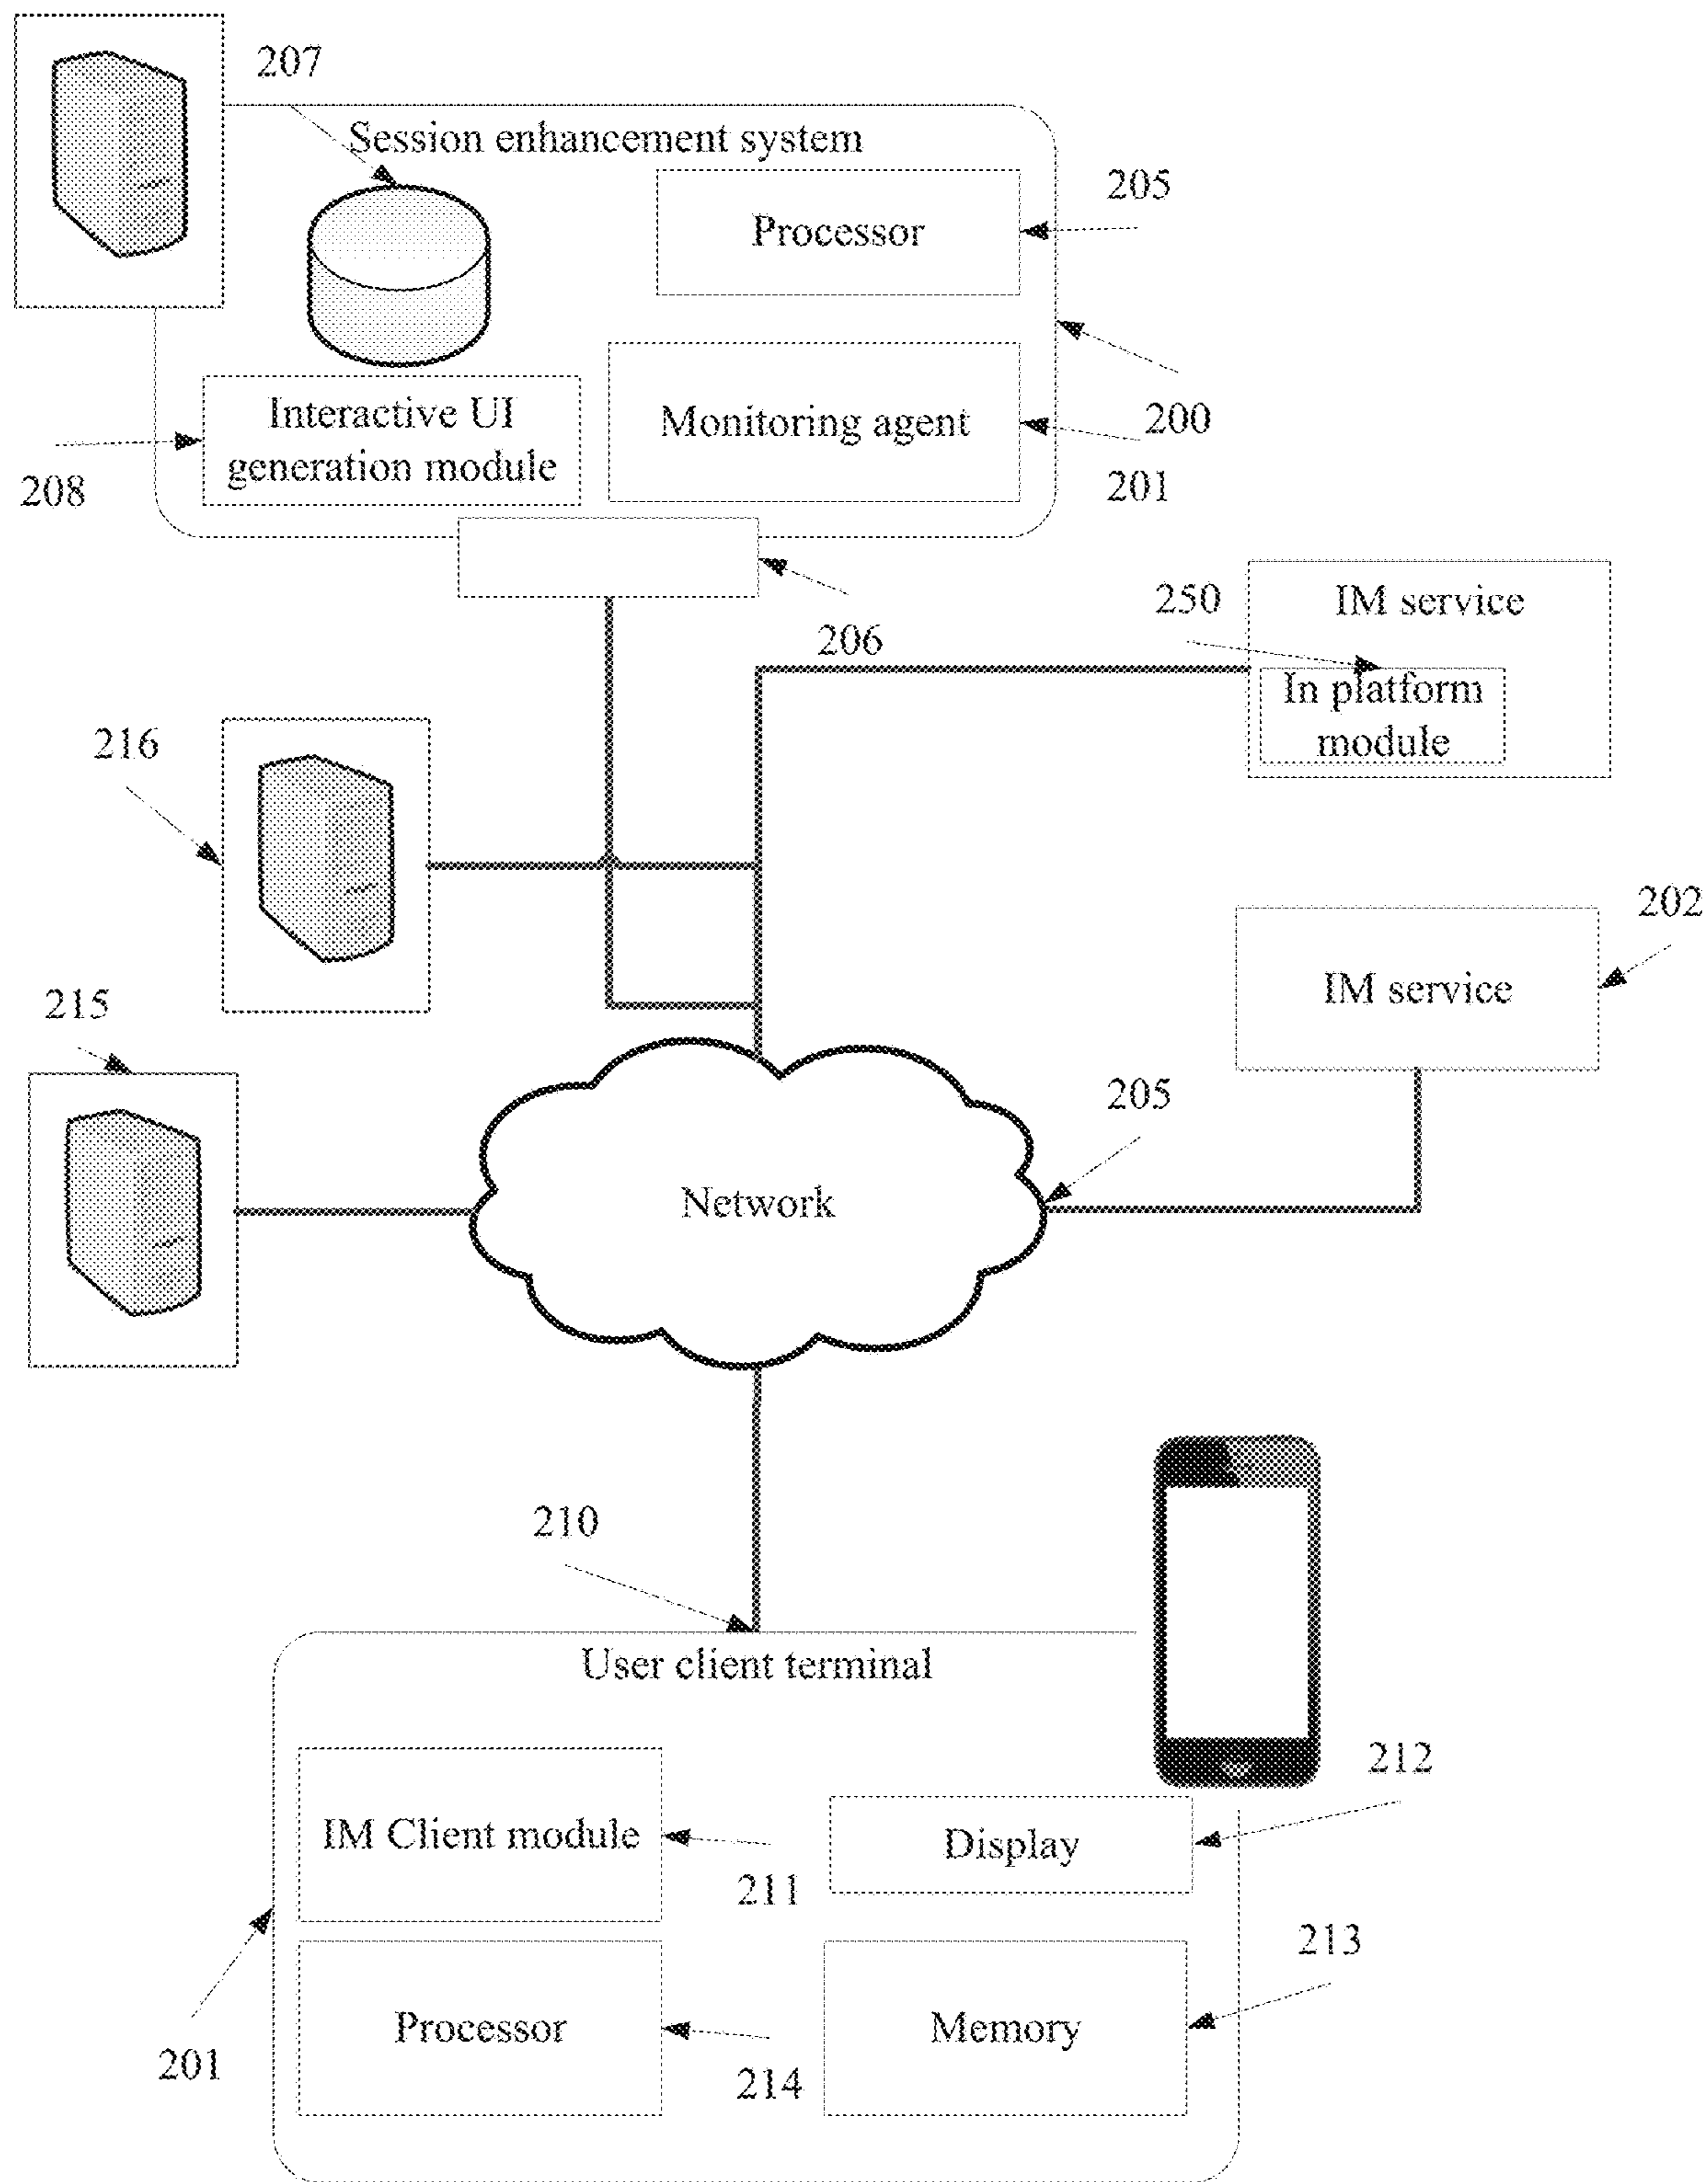 207
Session enhancement system
205
Processor
Interactive UI
generation module
Monitoring agent
200
208
201
250
IM service
206
In platform
module
216
202
IM service
215
205
Network
210
User client terminal
212
IM Client module
Display
211
213
Processor
Memory
201
214